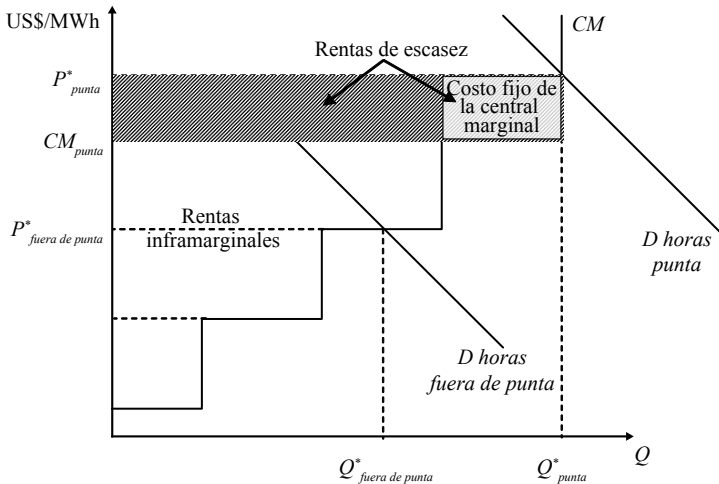 US$/MWh
CM
Rentas de escasez
P*punta
Costo fijo de
la central
marginal
CMpunta
Rentas
inframarginales
P*fuera de punta
D horas
punta
D horas
fuera de punta
Q*fuera de punta
Q*punta
Q